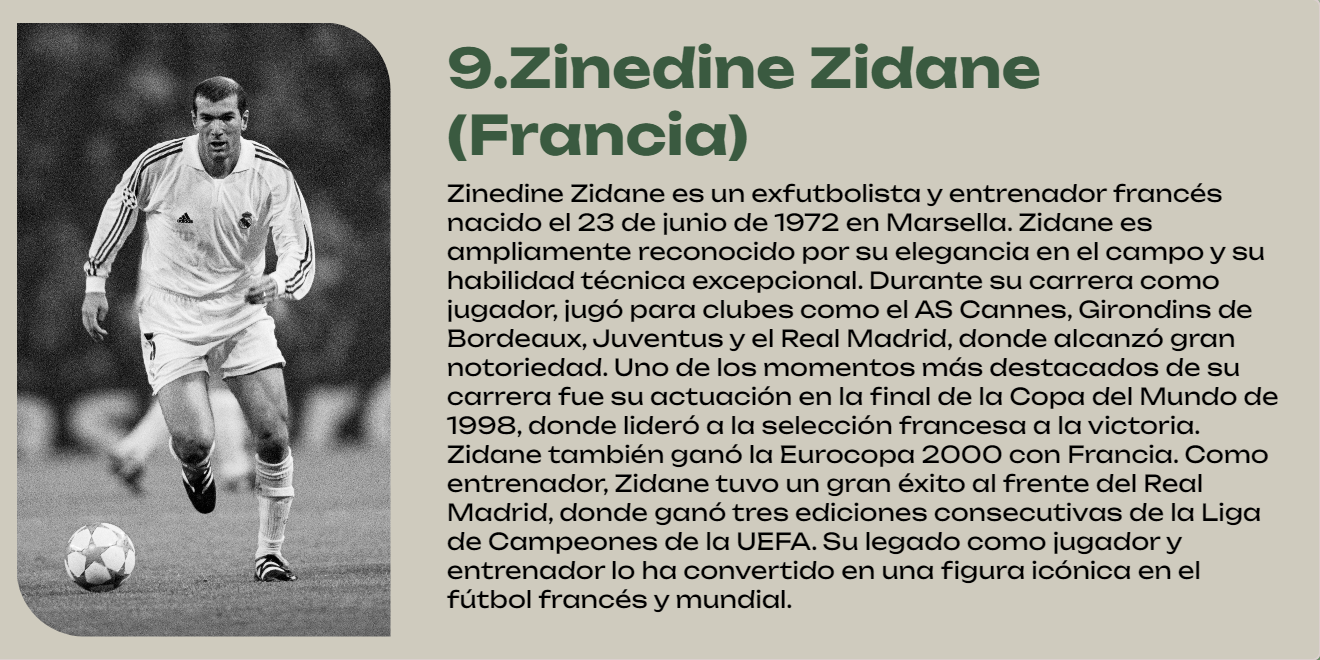 9.Zinedine Zidane
(Francia)
Zinedine Zidane es un exfutbolista y entrenador francés
nacido el 23 de junio de 1972 en Marsella. Zidane es
ampliamente reconocido por su elegancia en el campo y su
habilidad técnica excepcional. Durante su carrera como
jugador, jugó para clubes como el AS Cannes, Girondins de
Bordeaux, Juventus y el Real Madrid, donde alcanzó gran
notoriedad. Uno de los momentos más destacados de su
carrera fue su actuación en la final de la Copa del Mundo de
1998, donde lideró a la selección francesa a la victoria.
Zidane también ganó la Eurocopa 2000 con Francia. Como
entrenador, Zidane tuvo un gran éxito al frente del Real
Madrid, donde ganó tres ediciones consecutivas de la Liga
de Campeones de la UEFA. Su legado como jugador y
entrenador lo ha convertido en una figura icónica en el
fútbol francés y mundial.